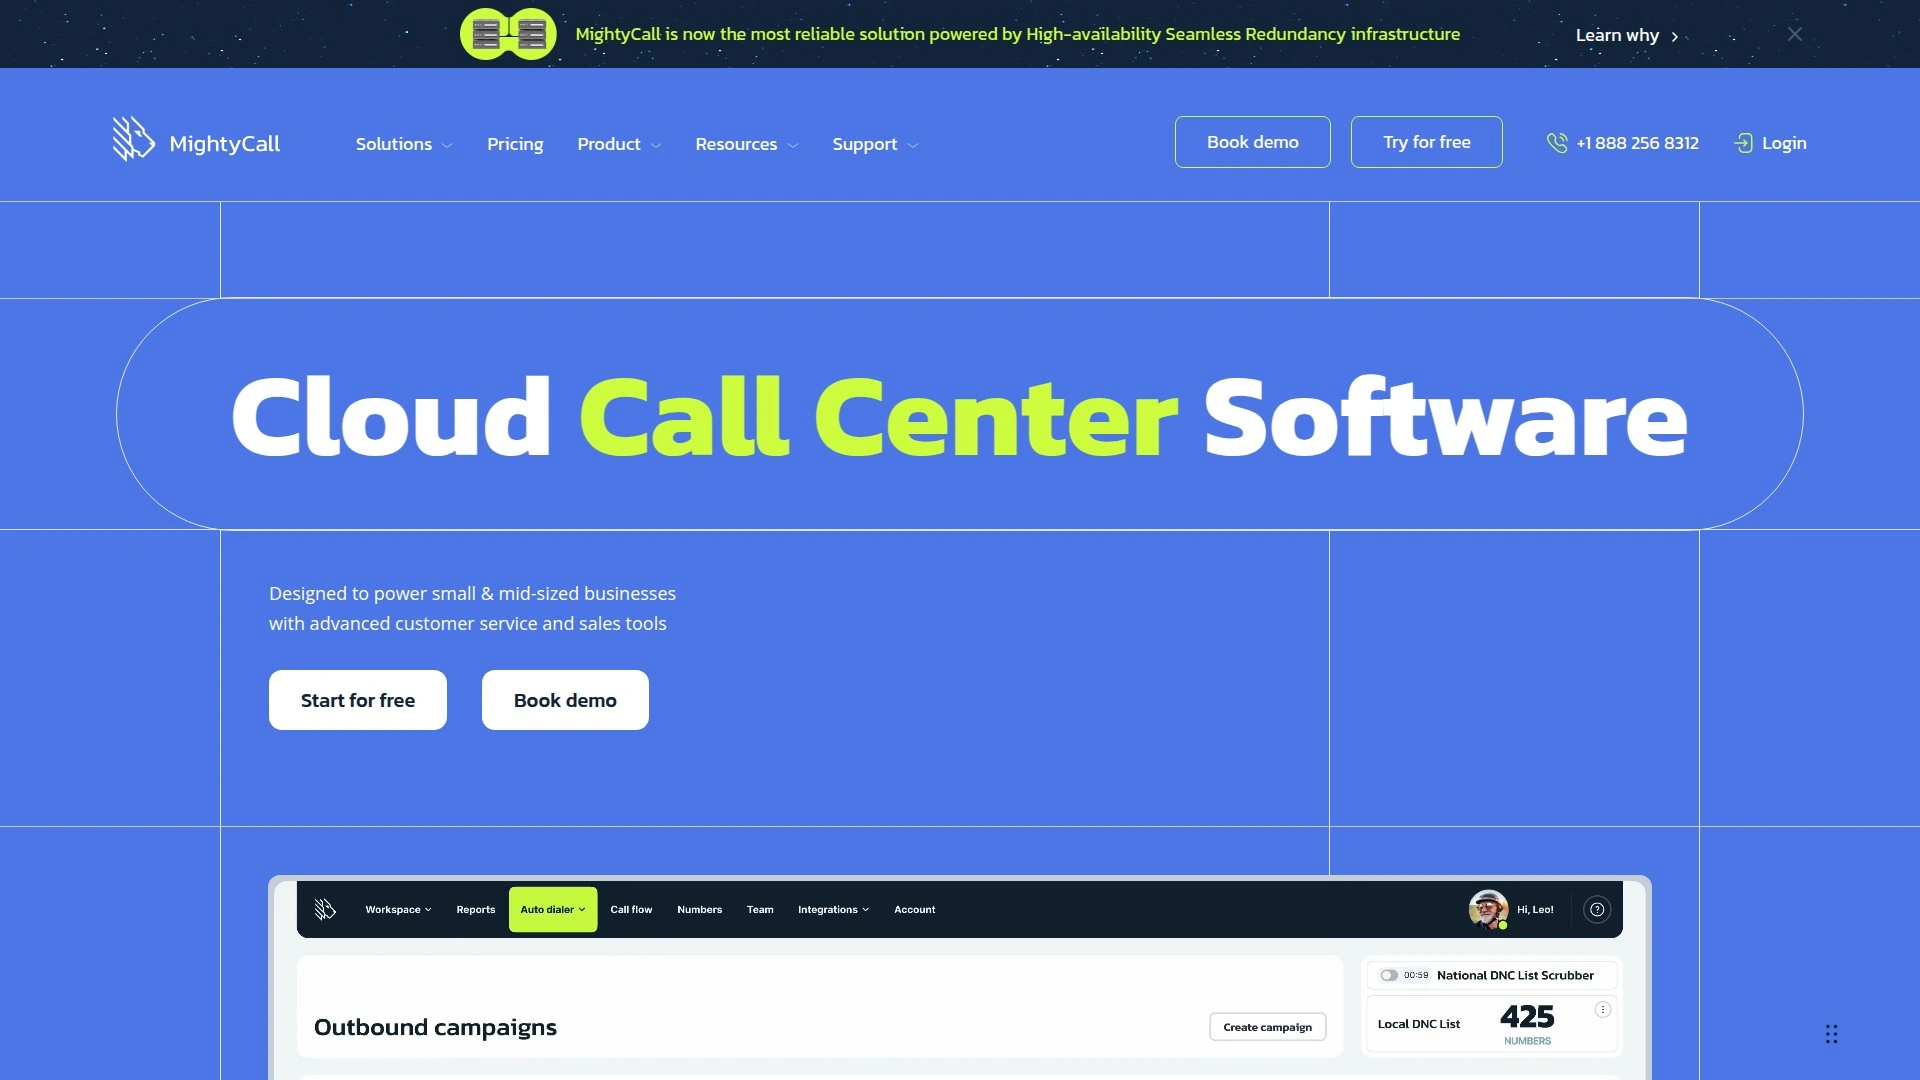 MightyCall is now the most reliable solution powered by High-availability Seamless Redundancy infrastructure
Learn why
MightyCall
Solutions
Pricing
Product
Resources
Support
Book demo
Try for free
+1 888 256 8312
Login
Cloud Call Center Software
Designed to power small & mid-sized businesses
with advanced customer service and sales tools
Start for free
Book demo
Workspace
Reports
Auto dialer
Call flow
Numbers
Team
Integrations
Account
Hi, Leo!
?
00:59
National DNC List Scrubber
Outbound campaigns
Create campaign
Local DNC List
425
NUMBERS